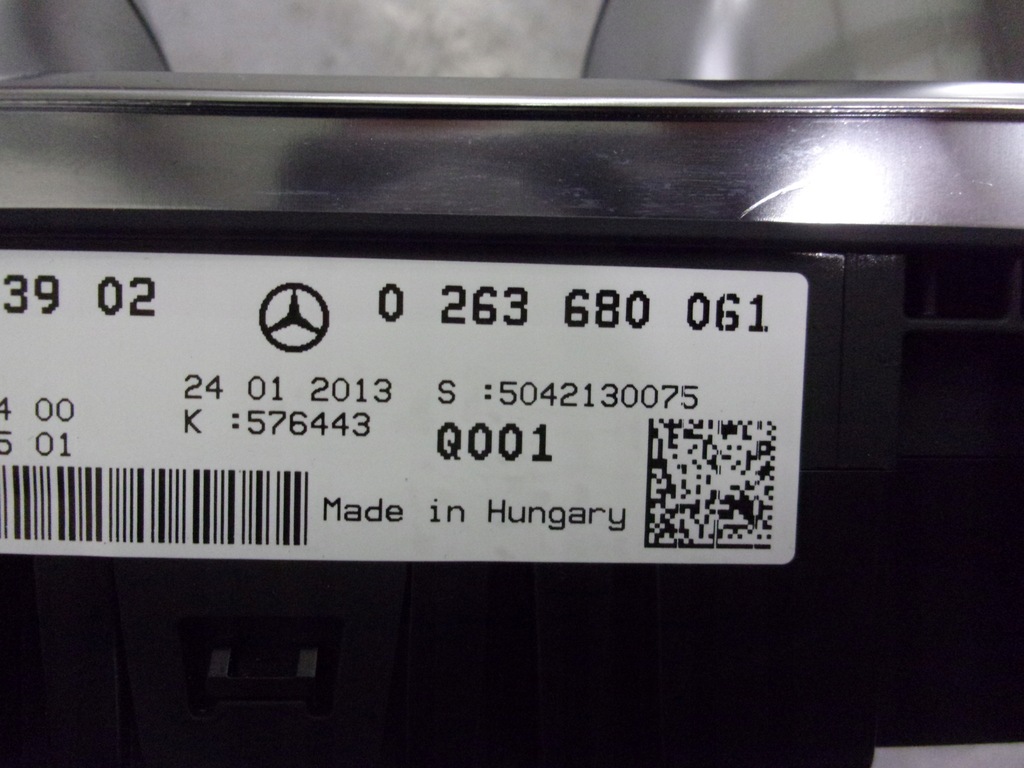 39 02 0 263 680 061
24 01 2013 S :5042130075
4 00 K :576443
5 01 Q001
Made in Hungary